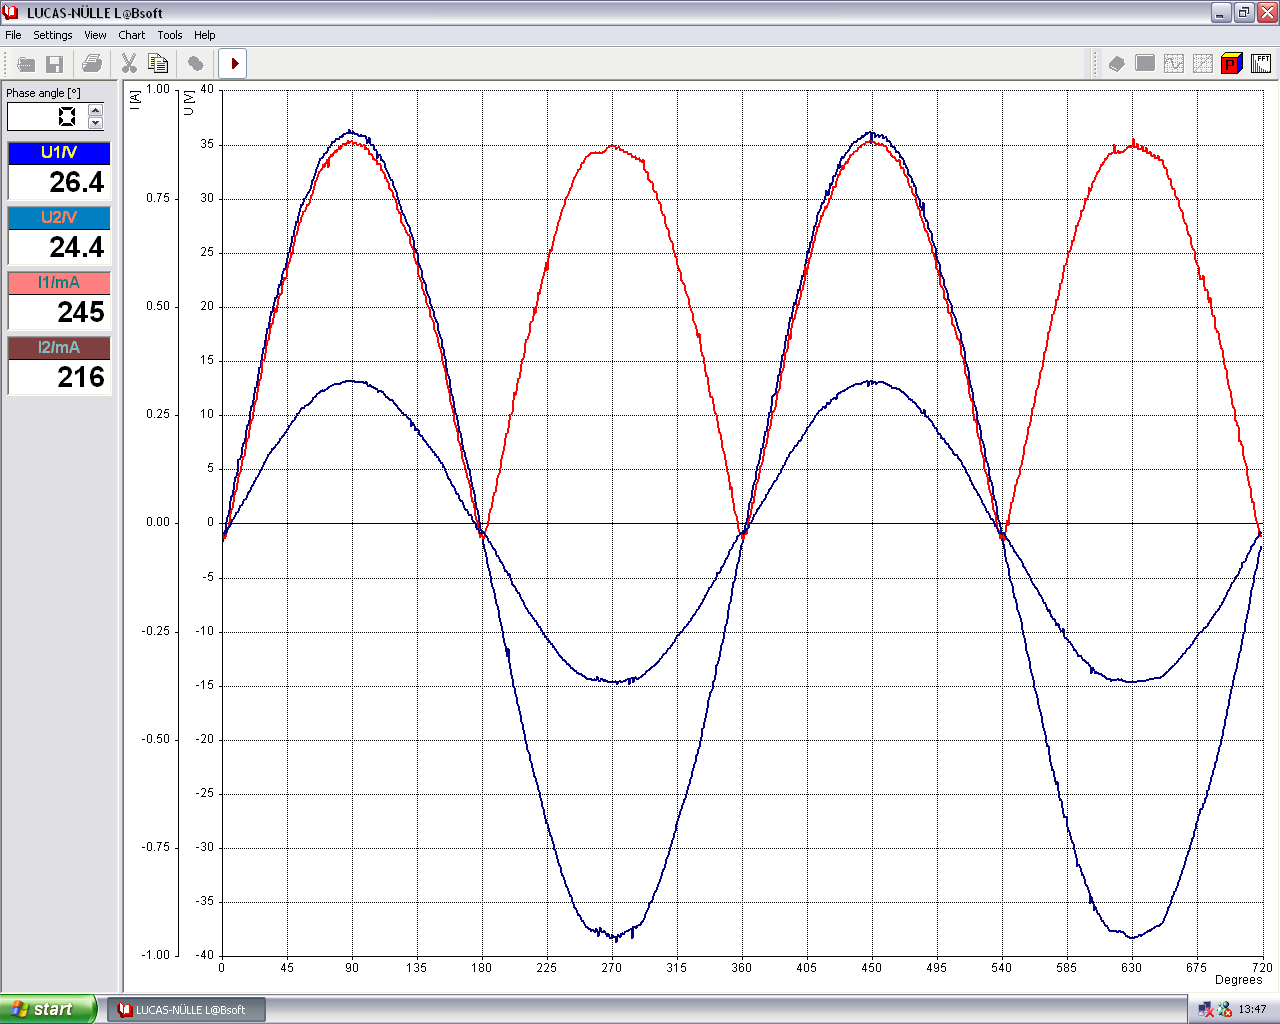 LUCAS-NÜLLE L@Bsoft
File Settings View Chart Tools Help
P FFT
Phase angle [°]
0
U1/V
26.4
U2/V
24.4
I1/mA
245
I2/mA
216
I [A]
1.00
0.75
0.50
0.25
0.00
-0.25
-0.50
-0.75
-1.00
U [V]
40
35
30
25
20
15
10
5
0
-5
-10
-15
-20
-25
-30
-35
-40
0 45 90 135 180 225 270 315 360 405 450 495 540 585 630 675 720
Degrees
start LUCAS-NÜLLE L@Bsoft 13:47